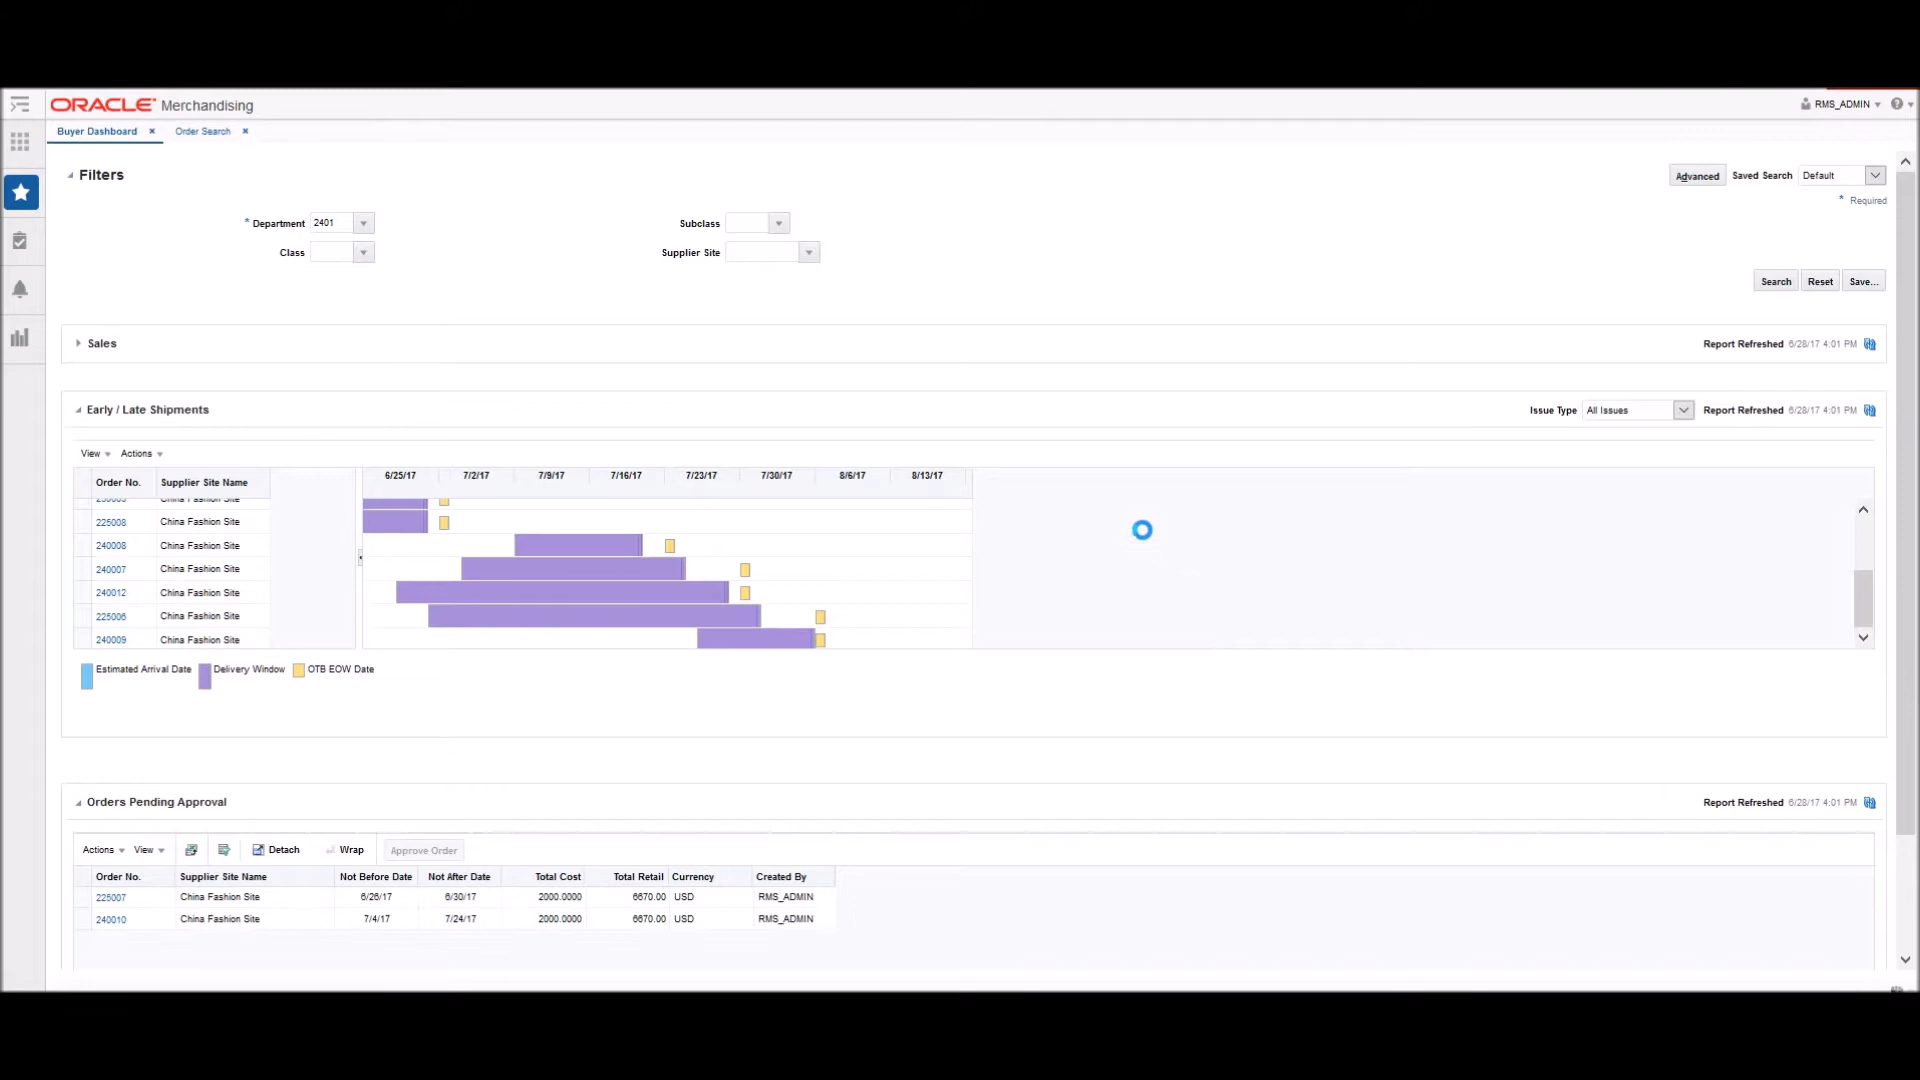 ORACLE Merchandising RMS_ADMIN
Buyer Dashboard Order Search
Filters Advanced Saved Search Default
* Required
* Department 2401 Subclass
Class Supplier Site
Search Reset Save...
Sales Report Refreshed 6/28/17 4:01 PM
Early / Late Shipments Issue Type All Issues Report Refreshed 6/28/17 4:01 PM
View Actions
Order No. Supplier Site Name 6/25/17 7/2/17 7/9/17 7/16/17 7/23/17 7/30/17 8/6/17 8/13/17
China Fashion Site
225008 China Fashion Site
240008 China Fashion Site
240007 China Fashion Site
240012 China Fashion Site
225006 China Fashion Site
240009 China Fashion Site
Estimated Arrival Date Delivery Window OTB EOW Date
Orders Pending Approval Report Refreshed 6/28/17 4:01 PM
Actions View Detach Wrap Approve Order
Order No. Supplier Site Name Not Before Date Not After Date Total Cost Total Retail Currency Created By
225007 China Fashion Site 6/26/17 6/30/17 2000.0000 6670.00 USD RMS_ADMIN
240010 China Fashion Site 7/4/17 7/24/17 2000.0000 6670.00 USD RMS_ADMIN